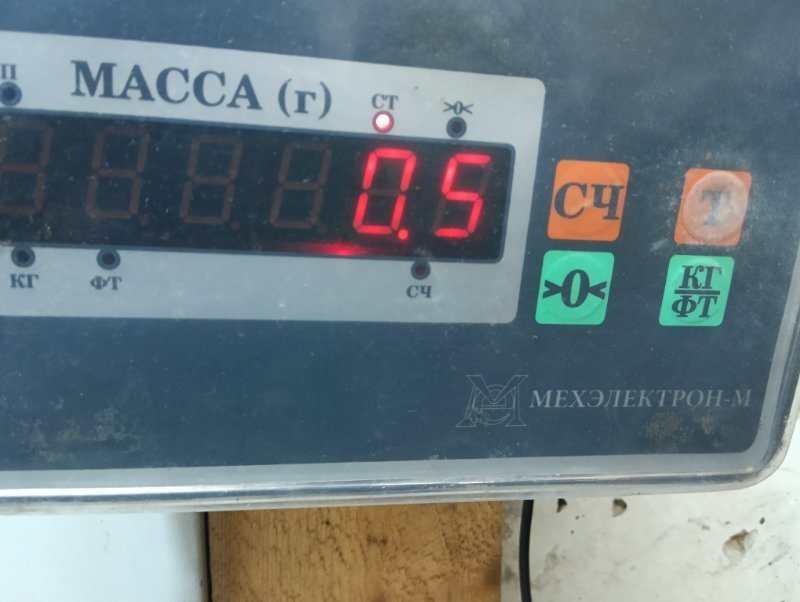 П
МАССА (г)
СТ
>0<
0.5
КГ
ФТ
СЧ
СЧ
Т
>0<
КГ
ФТ
МЕХЭЛЕКТРОН-М